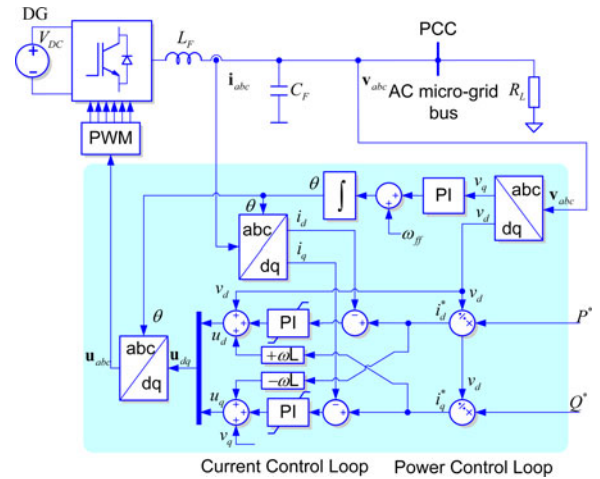 DG
V_DC
L_F
PCC
i_abc
C_F
v_abc
AC micro-grid
bus
R_L
PWM
θ
∫
PI
v_q
v_d
abc
dq
v_abc
θ
abc
dq
i_d
i_q
ω_ff
v_d
v_d
i_d^*
P^*
PI
u_d
+ωL
θ
abc
dq
u_abc
u_dq
−ωL
v_d
u_q
PI
i_q^*
Q^*
v_q
Current Control Loop
Power Control Loop